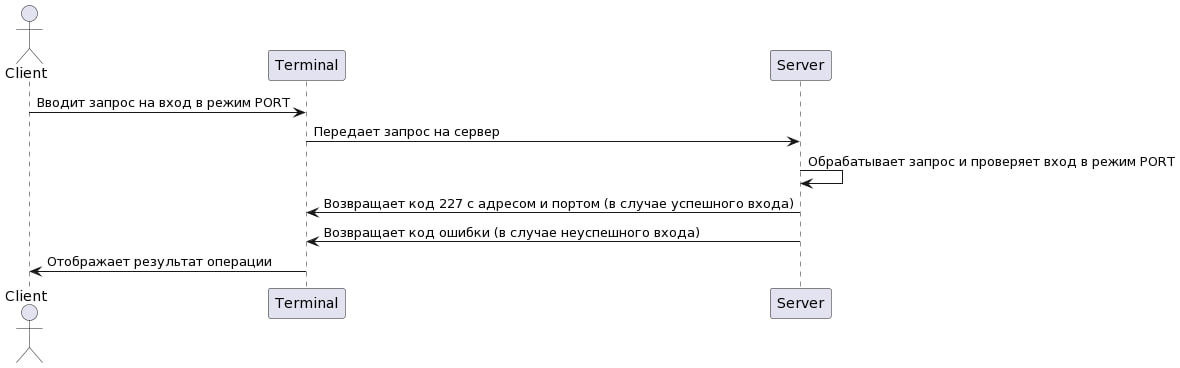 Client
Terminal
Server
Вводит запрос на вход в режим PORT
Передает запрос на сервер
Обрабатывает запрос и проверяет вход в режим PORT
Возвращает код 227 с адресом и портом (в случае успешного входа)
Возвращает код ошибки (в случае неуспешного входа)
Отображает результат операции
Client
Terminal
Server